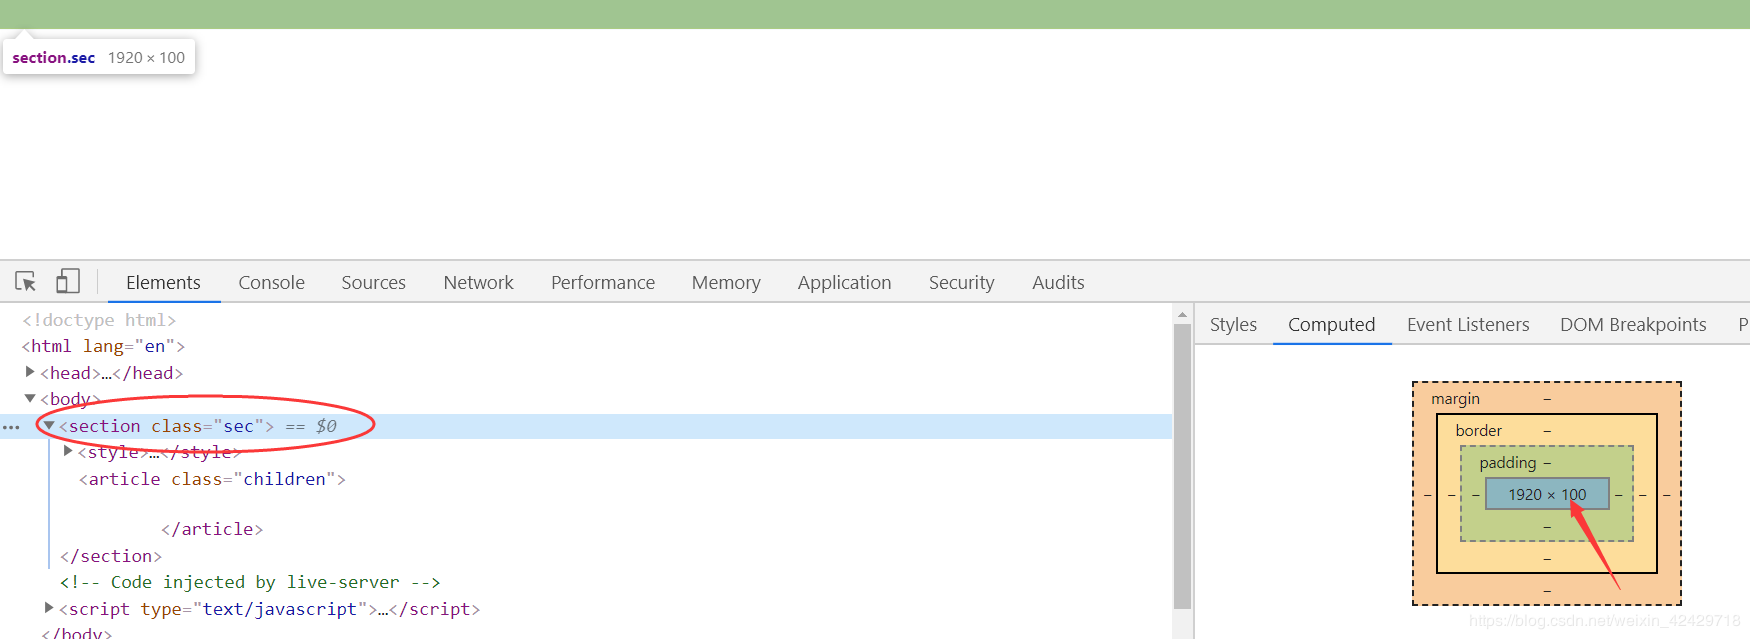 section.sec 1920 × 100
Elements Console Sources Network Performance Memory Application Security Audits
<!doctype html>
<html lang="en">
<head>…</head>
<body>
<section class="sec"> == $0
<style>…</style>
<article class="children">
</article>
</section>
<!-- Code injected by live-server -->
<script type="text/javascript">…</script>
</body>
Styles Computed Event Listeners DOM Breakpoints P
margin –
border –
padding –
– – – 1920 × 100 – – –
–
–
–
https://blog.csdn.net/weixin_42429718